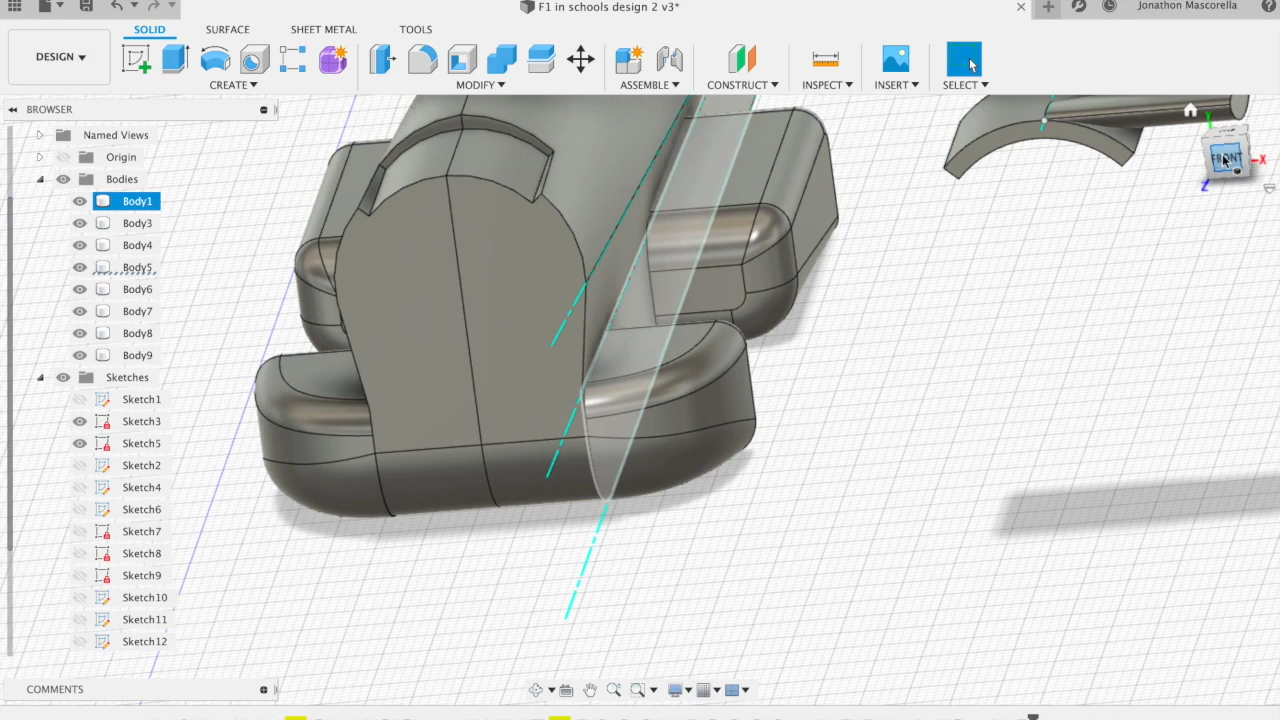 F1 in schools design 2 v3*
Jonathon Mascorella
SOLID SURFACE SHEET METAL TOOLS
DESIGN
CREATE MODIFY ASSEMBLE CONSTRUCT INSPECT INSERT SELECT
BROWSER
Named Views
Origin
Bodies
Body1
Body3
Body4
Body5
Body6
Body7
Body8
Body9
Sketches
Sketch1
Sketch3
Sketch5
Sketch2
Sketch4
Sketch6
Sketch7
Sketch8
Sketch9
Sketch10
Sketch11
Sketch12
COMMENTS
Y
FRONT
X
Z